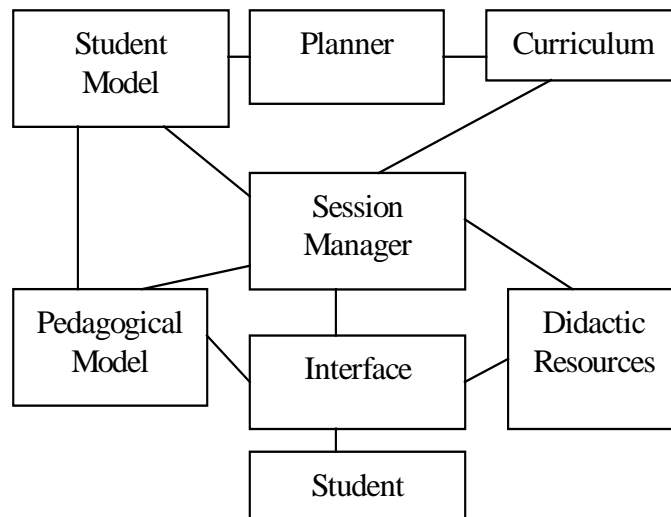 Student
Model
Planner
Curriculum
Session
Manager
Pedagogical
Model
Interface
Didactic
Resources
Student